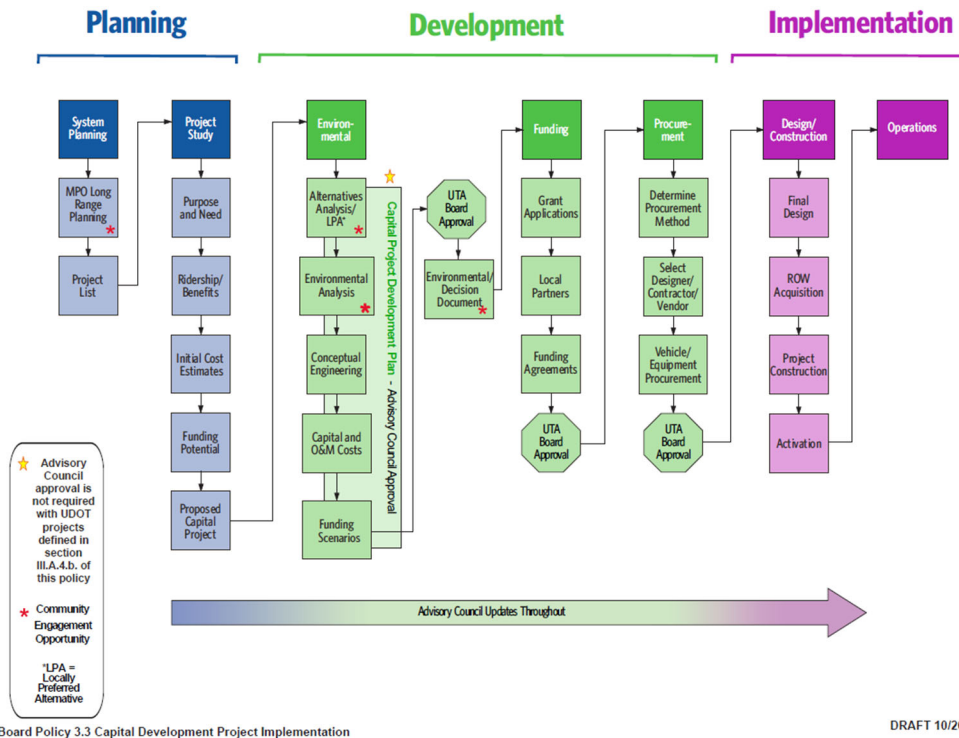 Planning
Development
Implementation
System
Planning
MPO Long
Range
Planning
*
Project
List
Project
Study
Purpose
and Need
Ridership/
Benefits
Initial Cost
Estimates
Funding
Potential
Proposed
Capital
Project
Environ-
mental
Alternatives
Analysis/
LPA*
*
Environmental
Analysis
*
Conceptual
Engineering
Capital and
O&M Costs
Funding
Scenarios
Capital Project Development Plan - Advisory Council Approval
UTA
Board
Approval
Environmental/
Decision
Document
*
Funding
Grant
Applications
Local
Partners
Funding
Agreements
UTA
Board
Approval
Procure-
ment
Determine
Procurement
Method
Select
Designer/
Contractor/
Vendor
Vehicle/
Equipment
Procurement
UTA
Board
Approval
Design/
Construction
Final
Design
ROW
Acquisition
Project
Construction
Activation
Operations
Advisory
Council
approval is
not required
with UDOT
projects
defined in
section
III.A.4.b. of
this policy
* Community
Engagement
Opportunity
*LPA =
Locally
Preferred
Alternative
Advisory Council Updates Throughout
Board Policy 3.3 Capital Development Project Implementation
DRAFT 10/20